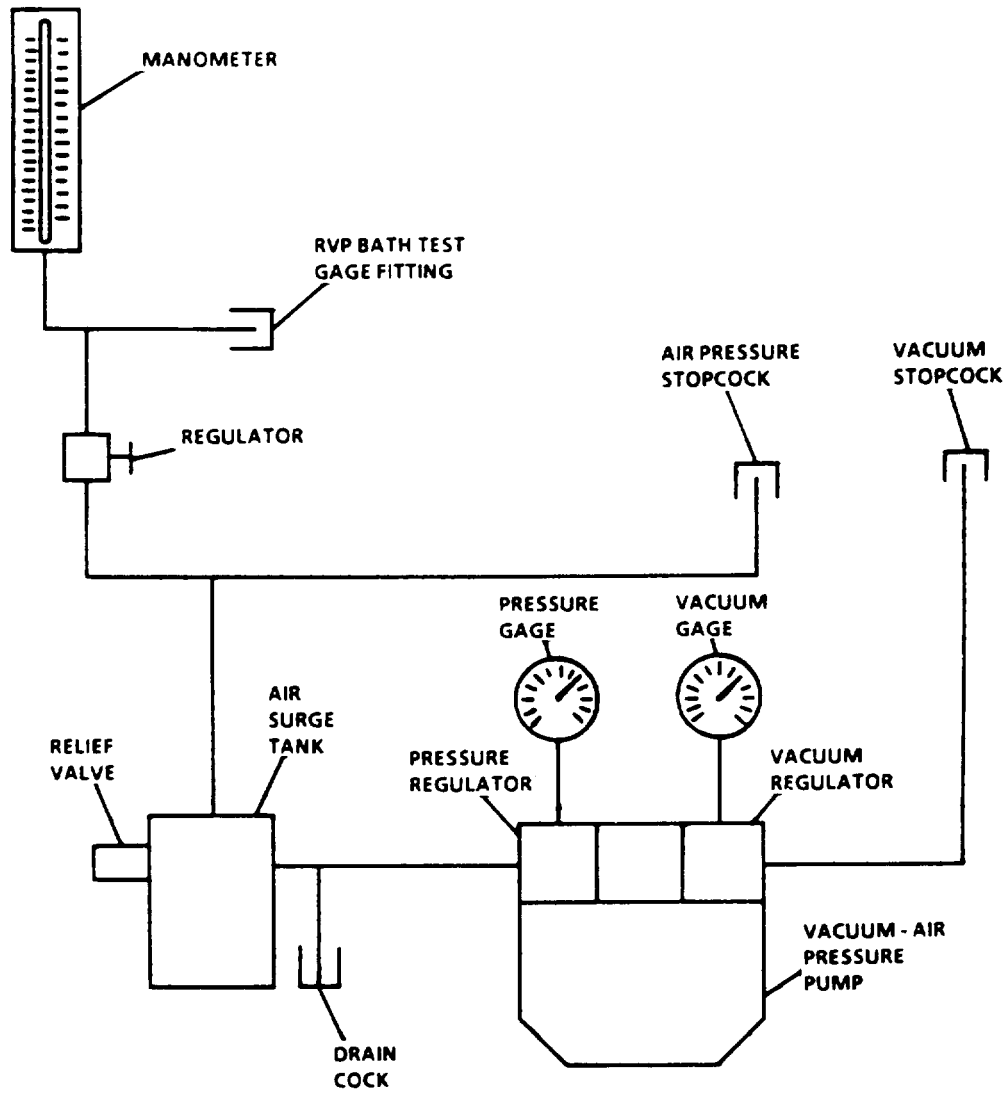 MANOMETER
RVP BATH TEST
GAGE FITTING
AIR PRESSURE
STOPCOCK
VACUUM
STOPCOCK
REGULATOR
PRESSURE
GAGE
VACUUM
GAGE
AIR
SURGE
TANK
RELIEF
VALVE
PRESSURE
REGULATOR
VACUUM
REGULATOR
VACUUM - AIR
PRESSURE
PUMP
DRAIN
COCK